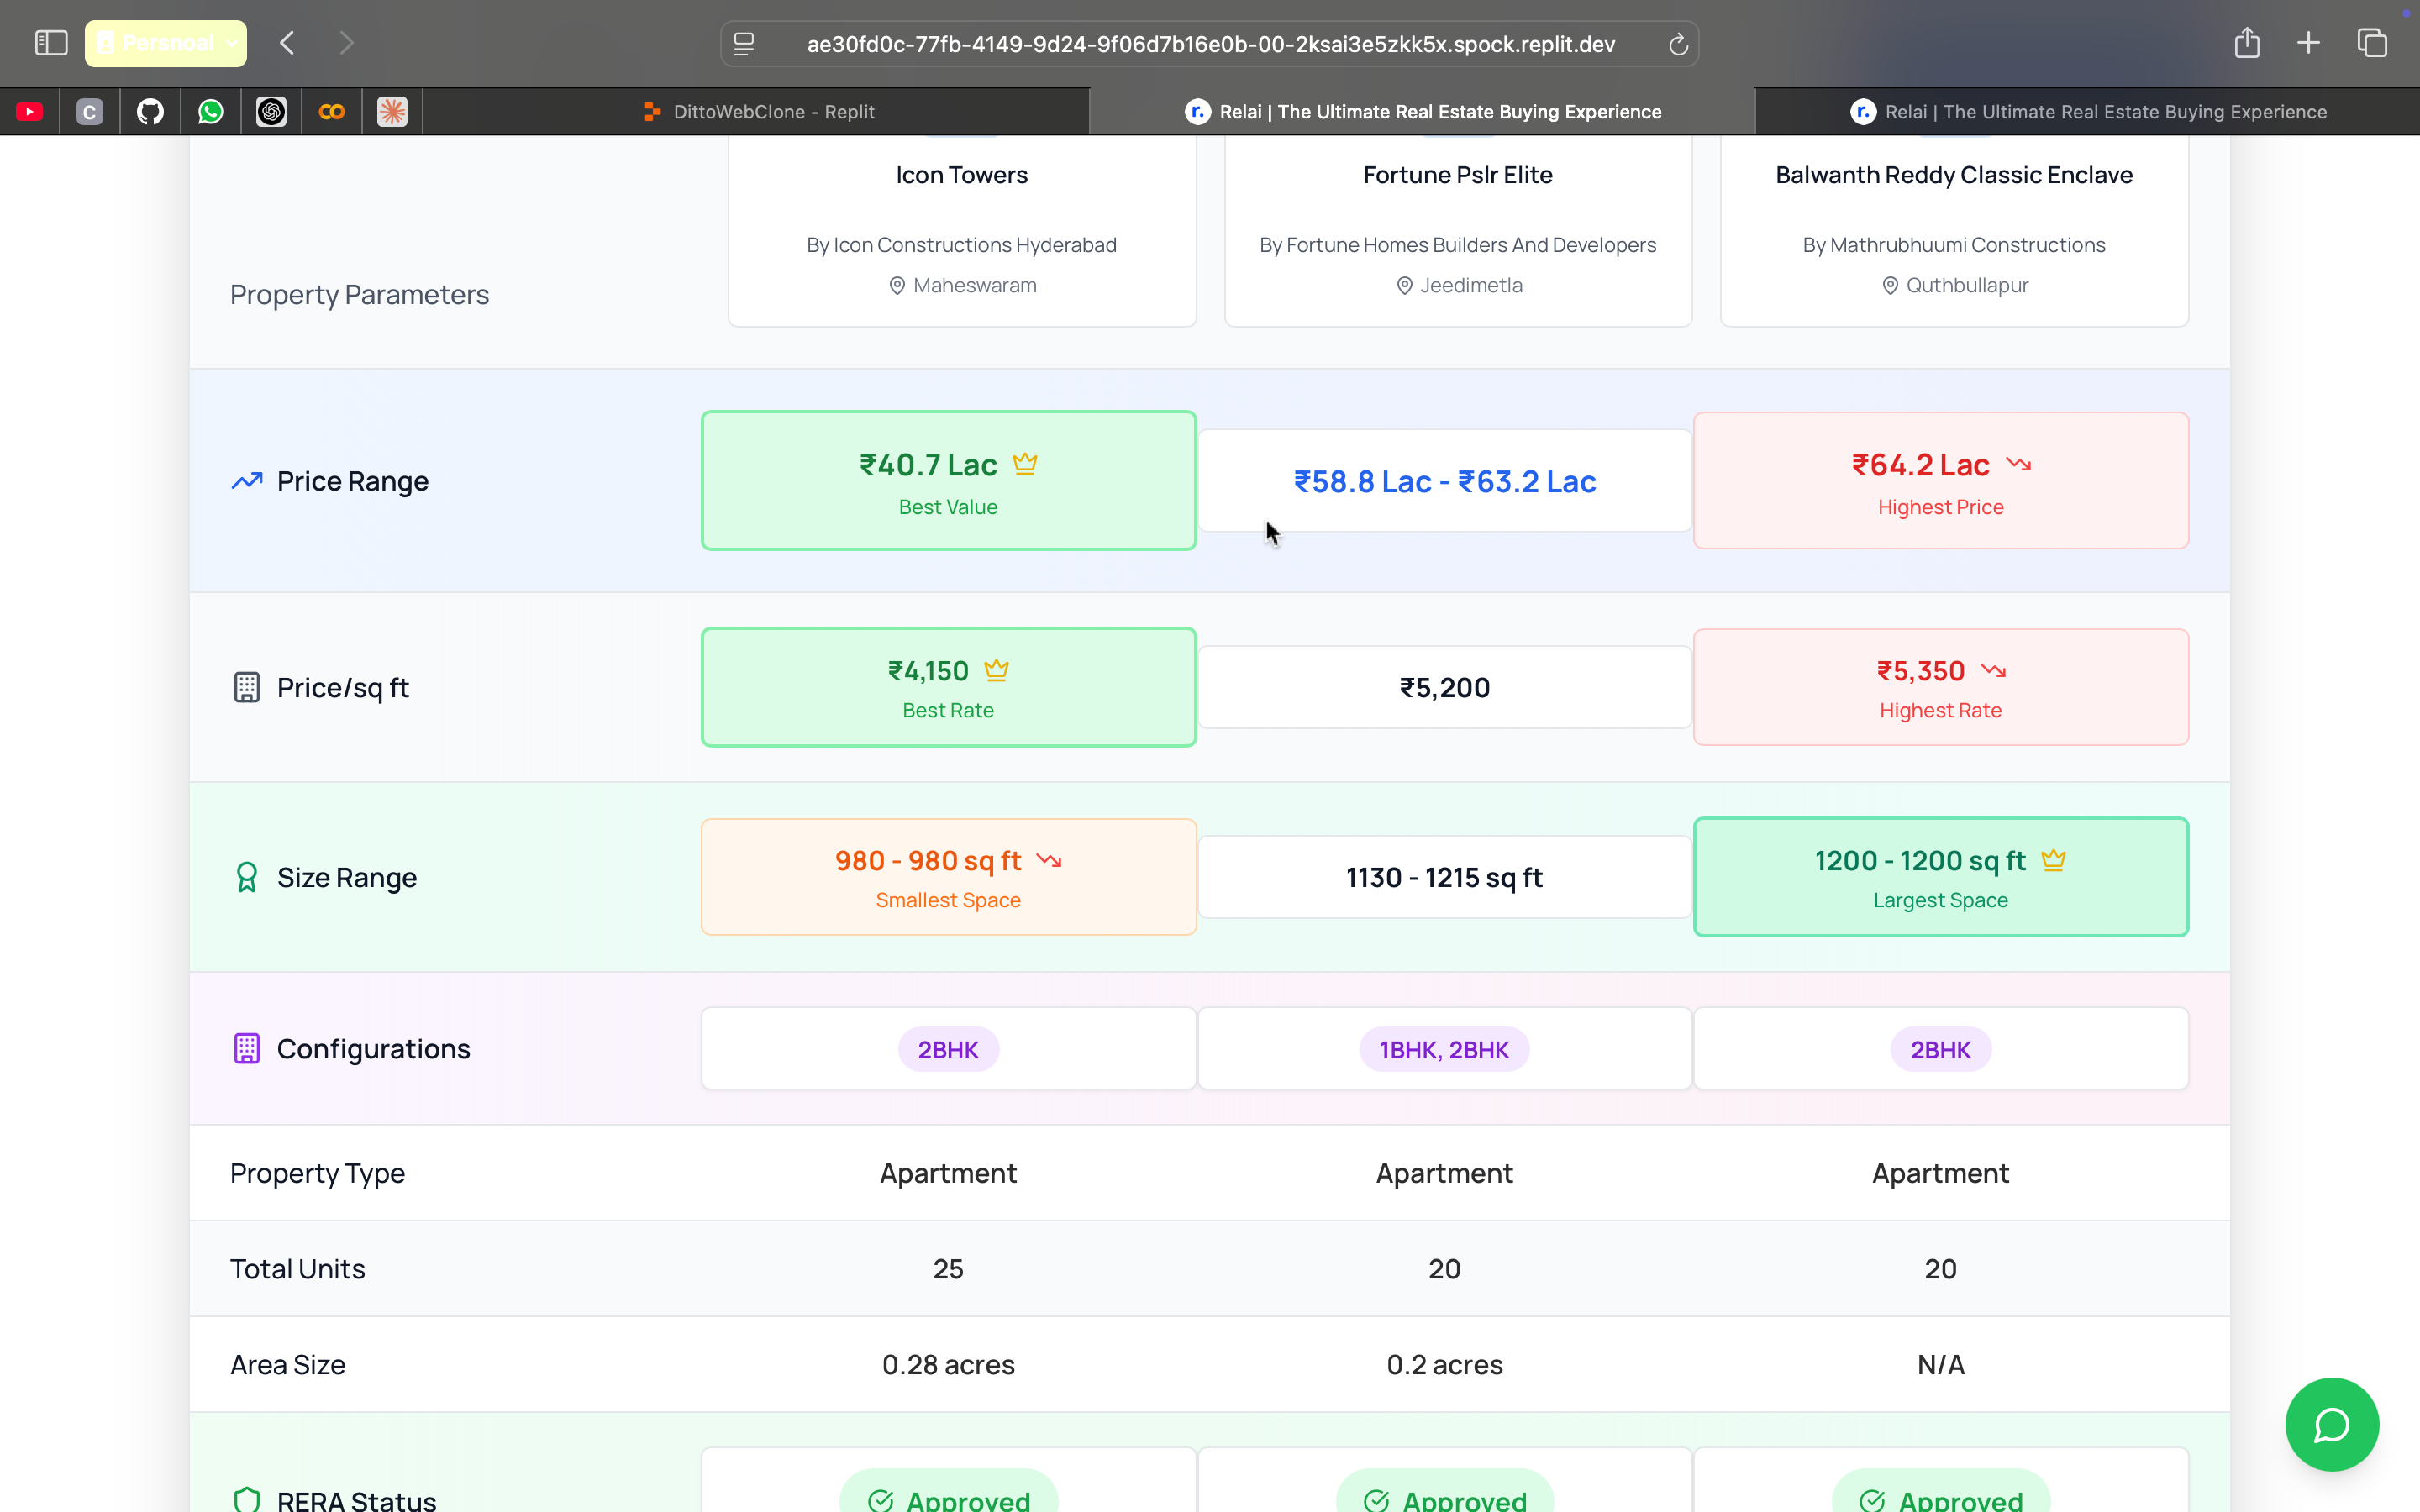 Persnoal
ae30fd0c-77fb-4149-9d24-9f06d7b16e0b-00-2ksai3e5zkk5x.spock.replit.dev
C
DittoWebClone - Replit
r. Relai | The Ultimate Real Estate Buying Experience
r. Relai | The Ultimate Real Estate Buying Experience
Property Parameters
Icon Towers
By Icon Constructions Hyderabad
Maheswaram
Fortune Pslr Elite
By Fortune Homes Builders And Developers
Jeedimetla
Balwanth Reddy Classic Enclave
By Mathrubhuumi Constructions
Quthbullapur
Price Range
₹40.7 Lac
Best Value
₹58.8 Lac - ₹63.2 Lac
₹64.2 Lac
Highest Price
Price/sq ft
₹4,150
Best Rate
₹5,200
₹5,350
Highest Rate
Size Range
980 - 980 sq ft
Smallest Space
1130 - 1215 sq ft
1200 - 1200 sq ft
Largest Space
Configurations
2BHK
1BHK, 2BHK
2BHK
Property Type
Apartment
Apartment
Apartment
Total Units
25
20
20
Area Size
0.28 acres
0.2 acres
N/A
RERA Status
Approved
Approved
Approved